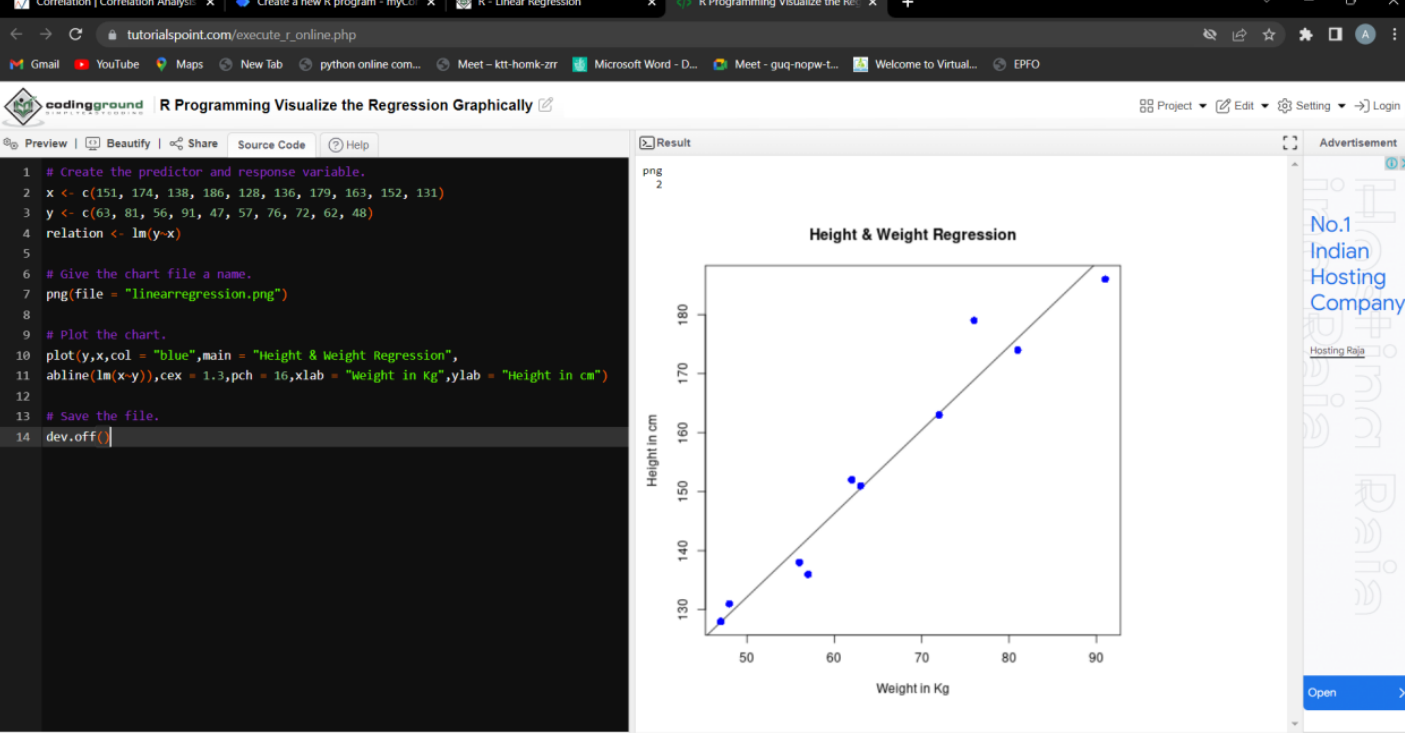 Correlation | Correlation Analysis
Create a new R program - myCo
R - Linear Regression
R Programming Visualize the Reg
tutorialspoint.com/execute_r_online.php
A
Gmail YouTube Maps New Tab python online com... Meet – ktt-homk-zrr Microsoft Word - D... Meet - guq-nopw-t... Welcome to Virtual... EPFO
codingground R Programming Visualize the Regression Graphically Project Edit Setting Login
SIMPLYEASYCODING
Preview | Beautify | Share Source Code Help
1 # Create the predictor and response variable.
2 x <- c(151, 174, 138, 186, 128, 136, 179, 163, 152, 131)
3 y <- c(63, 81, 56, 91, 47, 57, 76, 72, 62, 48)
4 relation <- lm(y~x)
5
6 # Give the chart file a name.
7 png(file = "linearregression.png")
8
9 # Plot the chart.
10 plot(y,x,col = "blue",main = "Height & Weight Regression",
11 abline(lm(x~y)),cex = 1.3,pch = 16,xlab = "Weight in Kg",ylab = "Height in cm")
12
13 # Save the file.
14 dev.off()
Result
png
2
Height & Weight Regression
Height in cm
180
170
160
150
140
130
50 60 70 80 90
Weight in Kg
Advertisement
No.1
Indian
Hosting
Company
Hosting Raja
Hosting Raja
Open